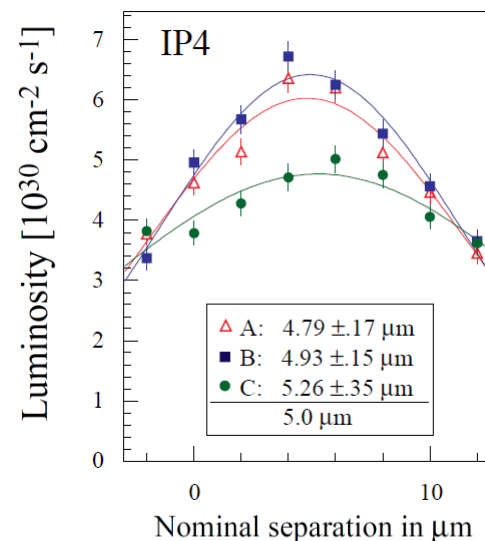 IP4
Luminosity [10³⁰ cm⁻² s⁻¹]
7
6
5
4
3
2
1
0
A: 4.79 ±.17 μm
B: 4.93 ±.15 μm
C: 5.26 ±.35 μm
5.0 μm
0 10
Nominal separation in μm